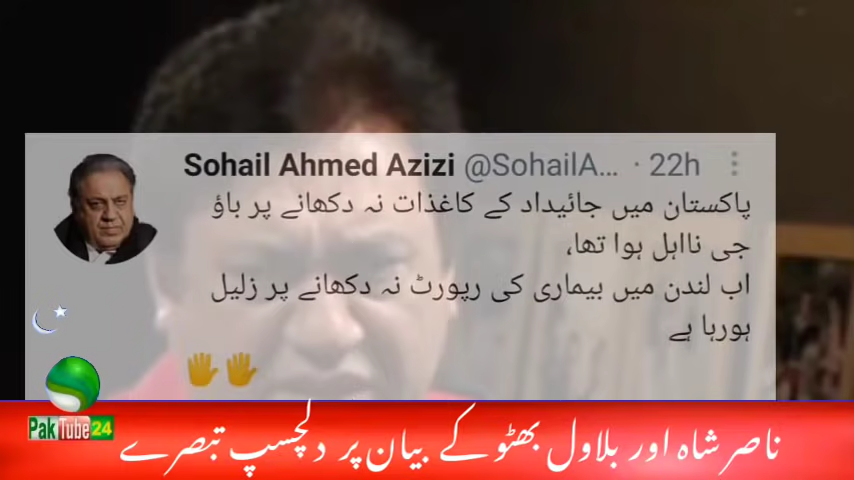 Sohail Ahmed Azizi @SohailA... · 22h
پاکستان میں جائیداد کے کاغذات نہ دکھانے پر باؤ
جی نااہل ہوا تھا،
اب لندن میں بیماری کی رپورٹ نہ دکھانے پر زلیل
ہورہا ہے
🖐🖐
PakTube24
ناصر شاہ اور بلاول بھٹو کے بیان پر دلچسپ تبصرے